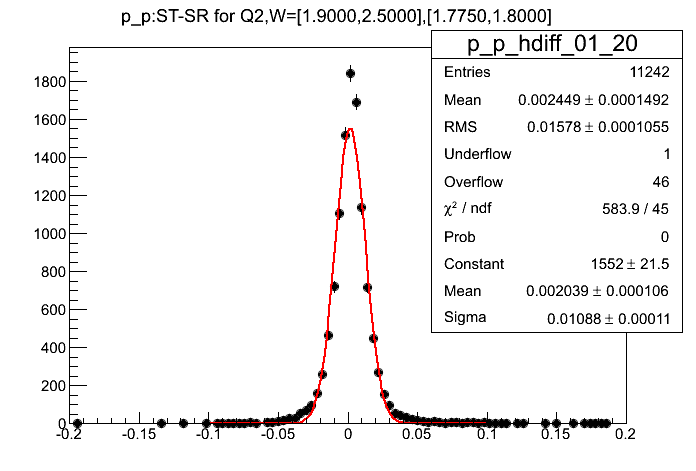 p_p:ST-SR for Q2,W=[1.9000,2.5000],[1.7750,1.8000]
p_p_hdiff_01_20
Entries 11242
Mean 0.002449 ± 0.0001492
RMS 0.01578 ± 0.0001055
Underflow 1
Overflow 46
χ² / ndf 583.9 / 45
Prob 0
Constant 1552 ± 21.5
Mean 0.002039 ± 0.000106
Sigma 0.01088 ± 0.00011
1800
1600
1400
1200
1000
800
600
400
200
0
-0.2 -0.15 -0.1 -0.05 0 0.05 0.1 0.15 0.2